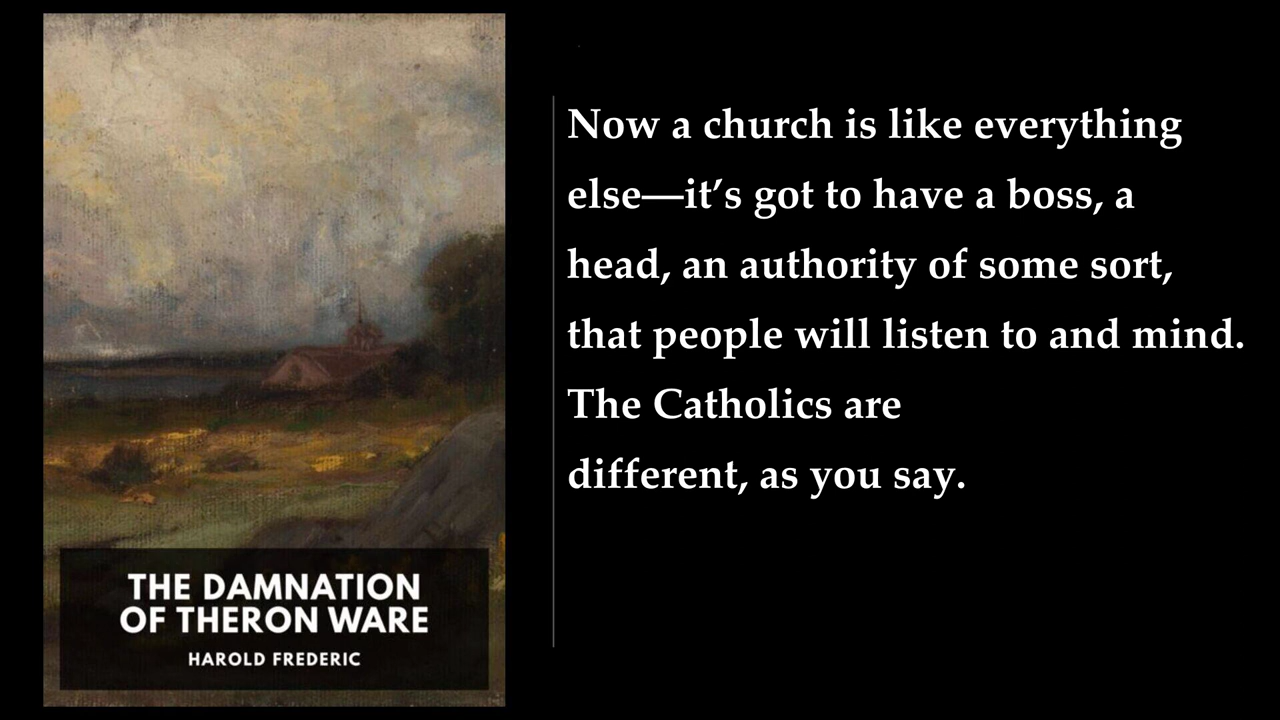 THE DAMNATION
OF THERON WARE
HAROLD FREDERIC
Now a church is like everything
else—it’s got to have a boss, a
head, an authority of some sort,
that people will listen to and mind.
The Catholics are
different, as you say.